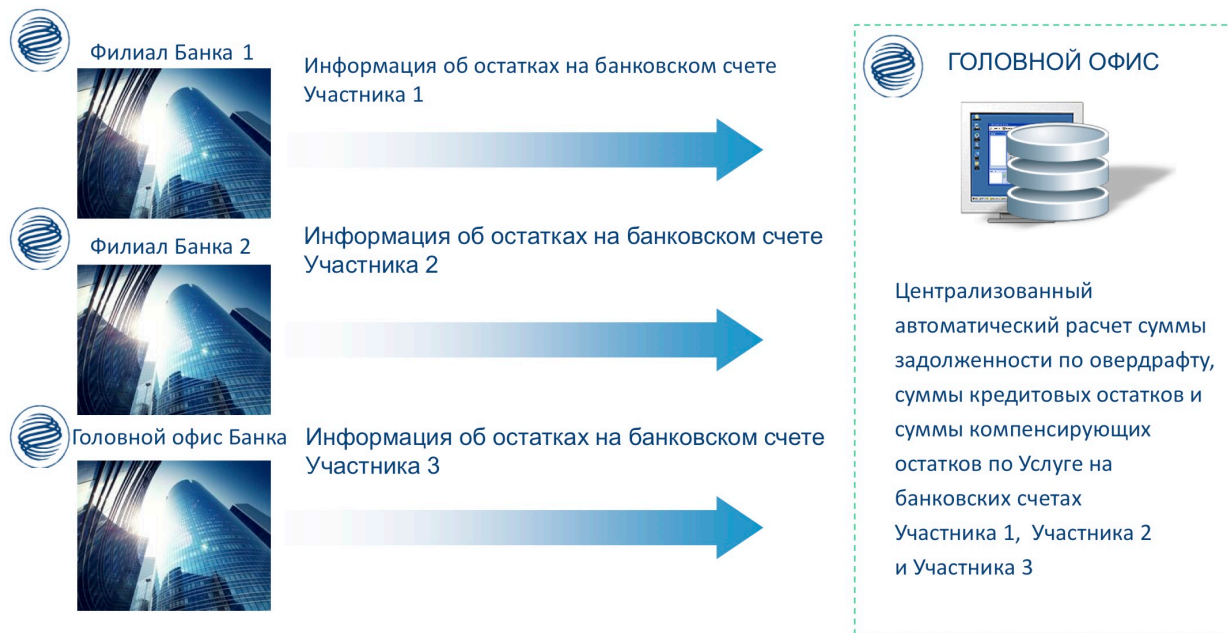 Филиал Банка 1
Информация об остатках на банковском счете
Участника 1
Филиал Банка 2
Информация об остатках на банковском счете
Участника 2
Головной офис Банка
Информация об остатках на банковском счете
Участника 3
ГОЛОВНОЙ ОФИС
Централизованный
автоматический расчет суммы
задолженности по овердрафту,
суммы кредитовых остатков и
суммы компенсирующих
остатков по Услуге на
банковских счетах
Участника 1, Участника 2
и Участника 3